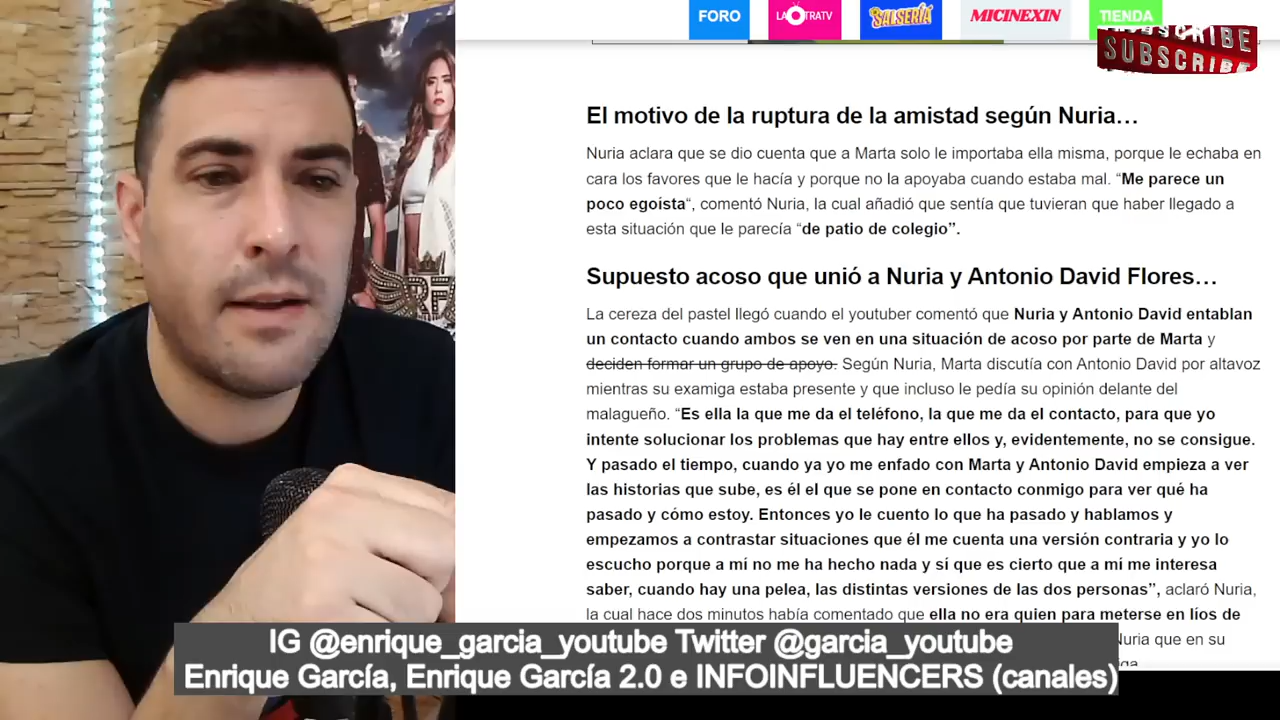 FORO
LA OTRATV
SALSERÍA
MICINEXIN
TIENDA
SUBSCRIBE
SUBSCRIBE
El motivo de la ruptura de la amistad según Nuria…
Nuria aclara que se dio cuenta que a Marta solo le importaba ella misma, porque le echaba en
cara los favores que le hacía y porque no la apoyaba cuando estaba mal. “Me parece un
poco egoísta“, comentó Nuria, la cual añadió que sentía que tuvieran que haber llegado a
esta situación que le parecía “de patio de colegio”.
Supuesto acoso que unió a Nuria y Antonio David Flores…
La cereza del pastel llegó cuando el youtuber comentó que Nuria y Antonio David entablan
un contacto cuando ambos se ven en una situación de acoso por parte de Marta y
deciden formar un grupo de apoyo. Según Nuria, Marta discutía con Antonio David por altavoz
mientras su examiga estaba presente y que incluso le pedía su opinión delante del
malagueño. “Es ella la que me da el teléfono, la que me da el contacto, para que yo
intente solucionar los problemas que hay entre ellos y, evidentemente, no se consigue.
Y pasado el tiempo, cuando ya yo me enfado con Marta y Antonio David empieza a ver
las historias que sube, es él el que se pone en contacto conmigo para ver qué ha
pasado y cómo estoy. Entonces yo le cuento lo que ha pasado y hablamos y
empezamos a contrastar situaciones que él me cuenta una versión contraria y yo lo
escucho porque a mí no me ha hecho nada y sí que es cierto que a mí me interesa
saber, cuando hay una pelea, las distintas versiones de las dos personas”, aclaró Nuria,
la cual hace dos minutos había comentado que ella no era quien para meterse en líos de
Nuria que en su
IG @enrique_garcia_youtube Twitter @garcia_youtube
Enrique García, Enrique García 2.0 e INFOINFLUENCERS (canales)